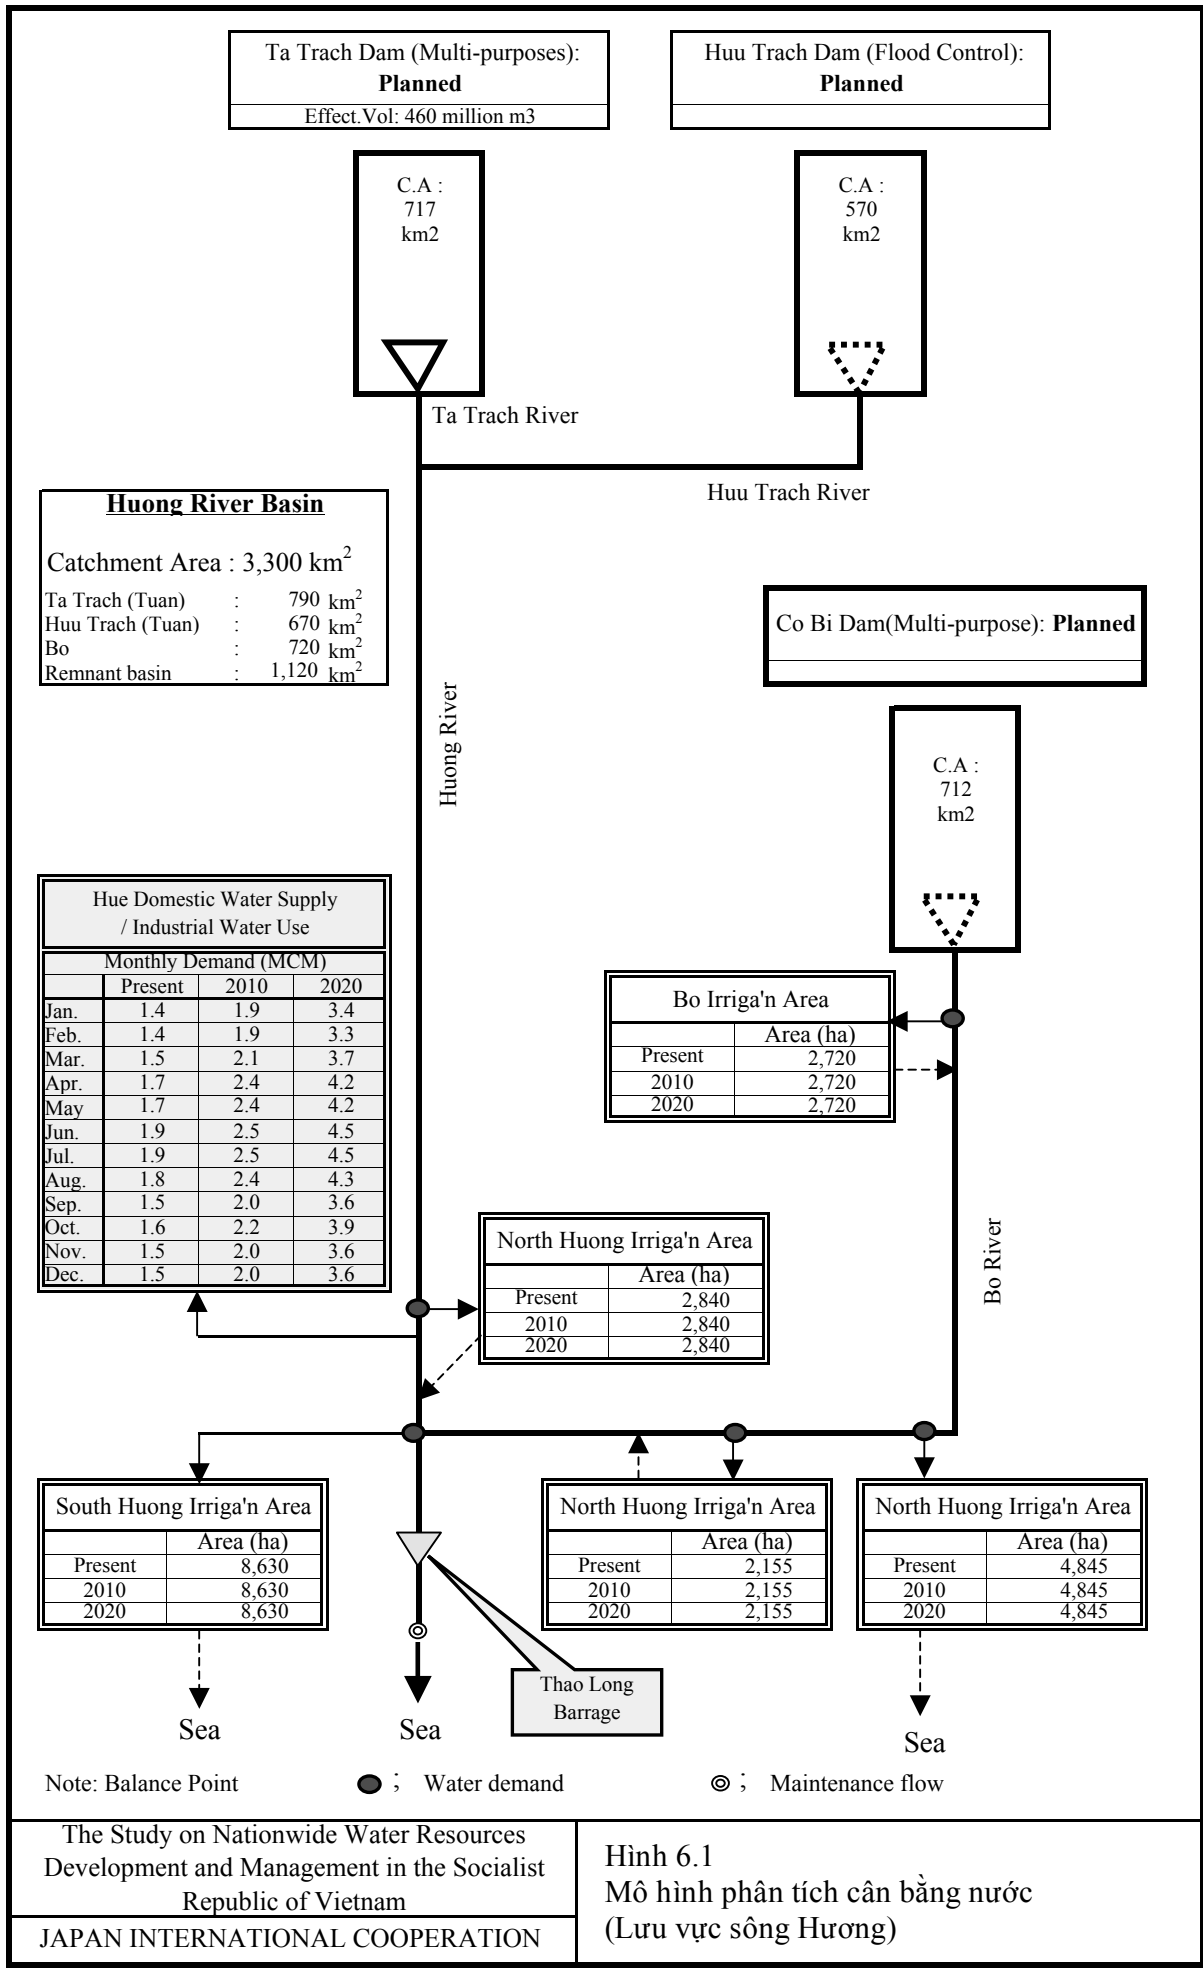 Ta Trach Dam (Multi-purposes):
Planned
Effect.Vol: 460 million m3
Huu Trach Dam (Flood Control):
Planned
C.A :
717
km2
C.A :
570
km2
Ta Trach River
Huu Trach River
Huong River Basin
Catchment Area : 3,300 km2
Ta Trach (Tuan) : 790 km2
Huu Trach (Tuan) : 670 km2
Bo : 720 km2
Remnant basin : 1,120 km2
Co Bi Dam(Multi-purpose): Planned
Huong River
C.A :
712
km2
Hue Domestic Water Supply
/ Industrial Water Use
Monthly Demand (MCM)
Present 2010 2020
Jan. 1.4 1.9 3.4
Feb. 1.4 1.9 3.3
Mar. 1.5 2.1 3.7
Apr. 1.7 2.4 4.2
May 1.7 2.4 4.2
Jun. 1.9 2.5 4.5
Jul. 1.9 2.5 4.5
Aug. 1.8 2.4 4.3
Sep. 1.5 2.0 3.6
Oct. 1.6 2.2 3.9
Nov. 1.5 2.0 3.6
Dec. 1.5 2.0 3.6
Bo Irriga'n Area
Area (ha)
Present 2,720
2010 2,720
2020 2,720
North Huong Irriga'n Area
Area (ha)
Present 2,840
2010 2,840
2020 2,840
Bo River
South Huong Irriga'n Area
Area (ha)
Present 8,630
2010 8,630
2020 8,630
North Huong Irriga'n Area
Area (ha)
Present 2,155
2010 2,155
2020 2,155
North Huong Irriga'n Area
Area (ha)
Present 4,845
2010 4,845
2020 4,845
Thao Long
Barrage
Sea
Sea
Sea
Note: Balance Point ; Water demand ; Maintenance flow
The Study on Nationwide Water Resources
Development and Management in the Socialist
Republic of Vietnam
JAPAN INTERNATIONAL COOPERATION
Hình 6.1
Mô hình phân tích cân bằng nước
(Lưu vực sông Hương)